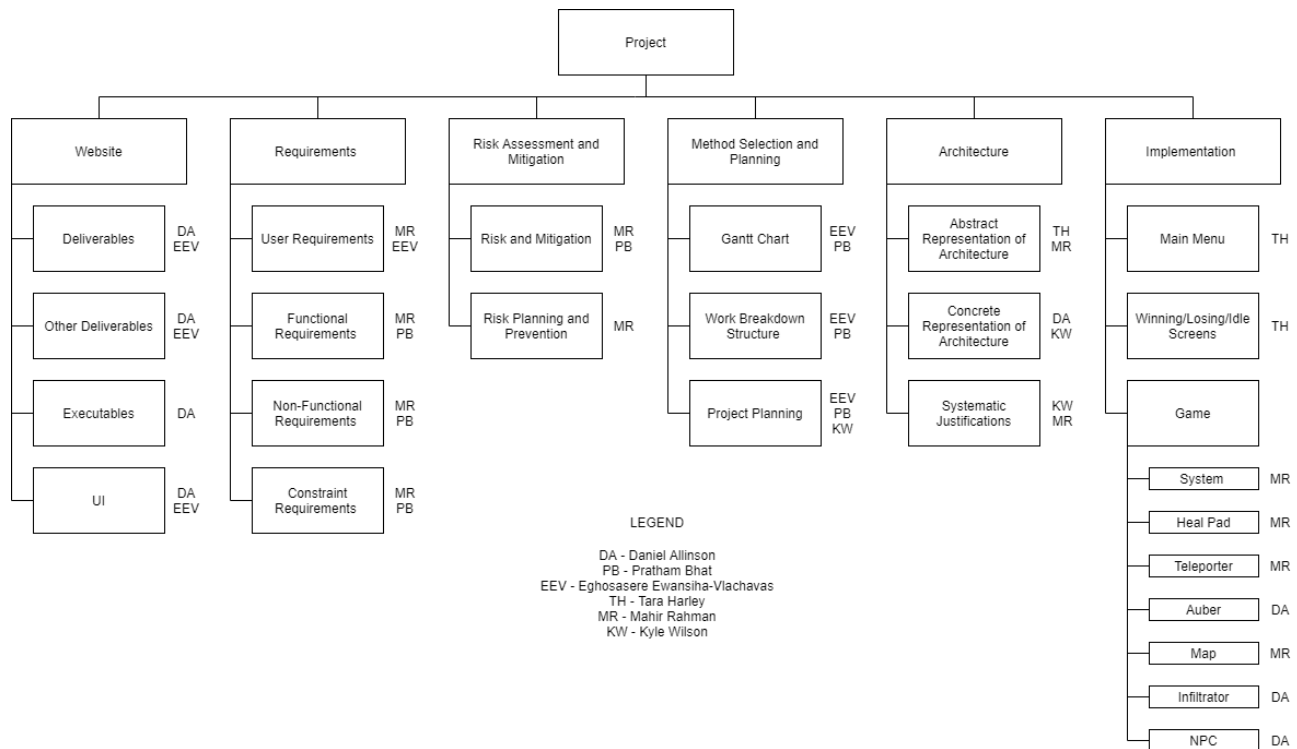 Project
Website
Requirements
Risk Assessment and
Mitigation
Method Selection and
Planning
Architecture
Implementation
Deliverables
DA
EEV
Other Deliverables
DA
EEV
Executables
DA
UI
DA
EEV
User Requirements
MR
EEV
Functional
Requirements
MR
PB
Non-Functional
Requirements
MR
PB
Constraint
Requirements
MR
PB
Risk and Mitigation
MR
PB
Risk Planning and
Prevention
MR
Gantt Chart
EEV
PB
Work Breakdown
Structure
EEV
PB
Project Planning
EEV
PB
KW
Abstract
Representation of
Architecture
TH
MR
Concrete
Representation of
Architecture
DA
KW
Systematic
Justifications
KW
MR
Main Menu
TH
Winning/Losing/Idle
Screens
TH
Game
System
MR
Heal Pad
MR
Teleporter
MR
Auber
DA
Map
MR
Infiltrator
DA
NPC
DA
LEGEND
DA - Daniel Allinson
PB - Pratham Bhat
EEV - Eghosasere Ewansiha-Vlachavas
TH - Tara Harley
MR - Mahir Rahman
KW - Kyle Wilson